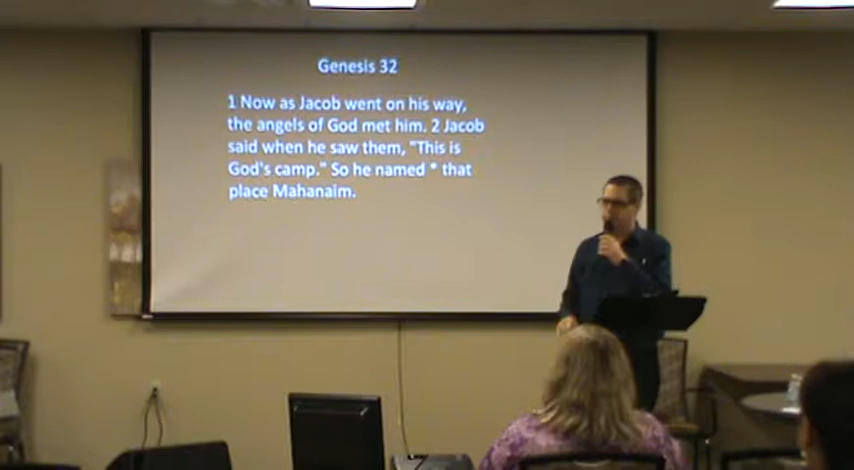 Genesis 32
1 Now as Jacob went on his way,
the angels of God met him. 2 Jacob
said when he saw them, "This is
God's camp." So he named * that
place Mahanaim.